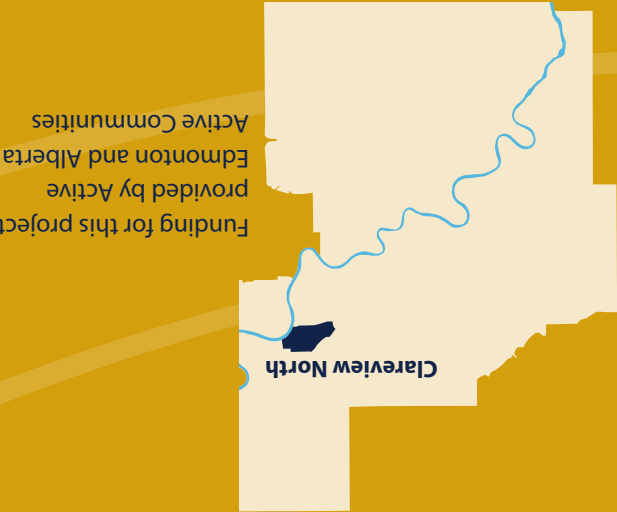 Funding for this project
provided by Active
Edmonton and Alberta
Active Communities
Clareview North